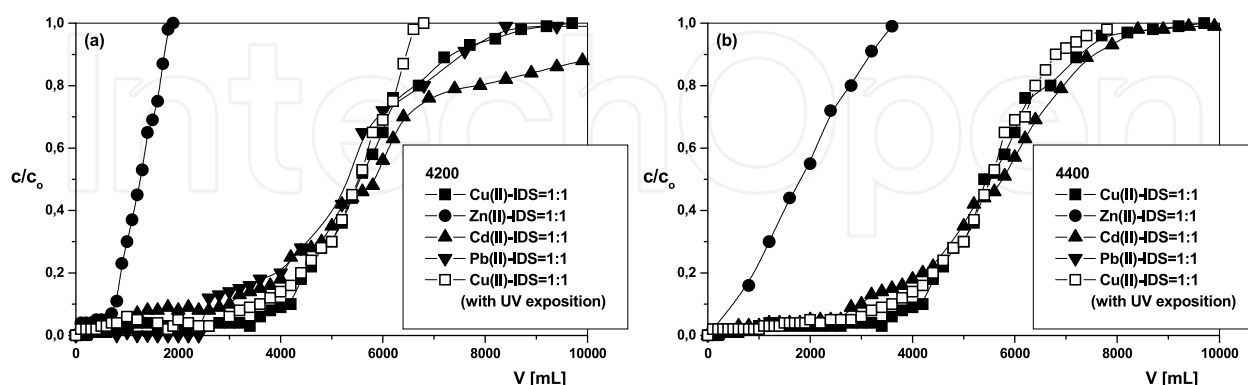 IntechOpen
(a)
1,0
0,8
0,6
0,4
0,2
0,0
c/co
0
2000
4000
6000
8000
10000
V [mL]
4200
Cu(II)-IDS=1:1
Zn(II)-IDS=1:1
Cd(II)-IDS=1:1
Pb(II)-IDS=1:1
Cu(II)-IDS=1:1
(with UV exposition)
(b)
1,0
0,8
0,6
0,4
0,2
0,0
c/co
0
2000
4000
6000
8000
10000
V [mL]
4400
Cu(II)-IDS=1:1
Zn(II)-IDS=1:1
Cd(II)-IDS=1:1
Pb(II)-IDS=1:1
Cu(II)-IDS=1:1
(with UV exposition)